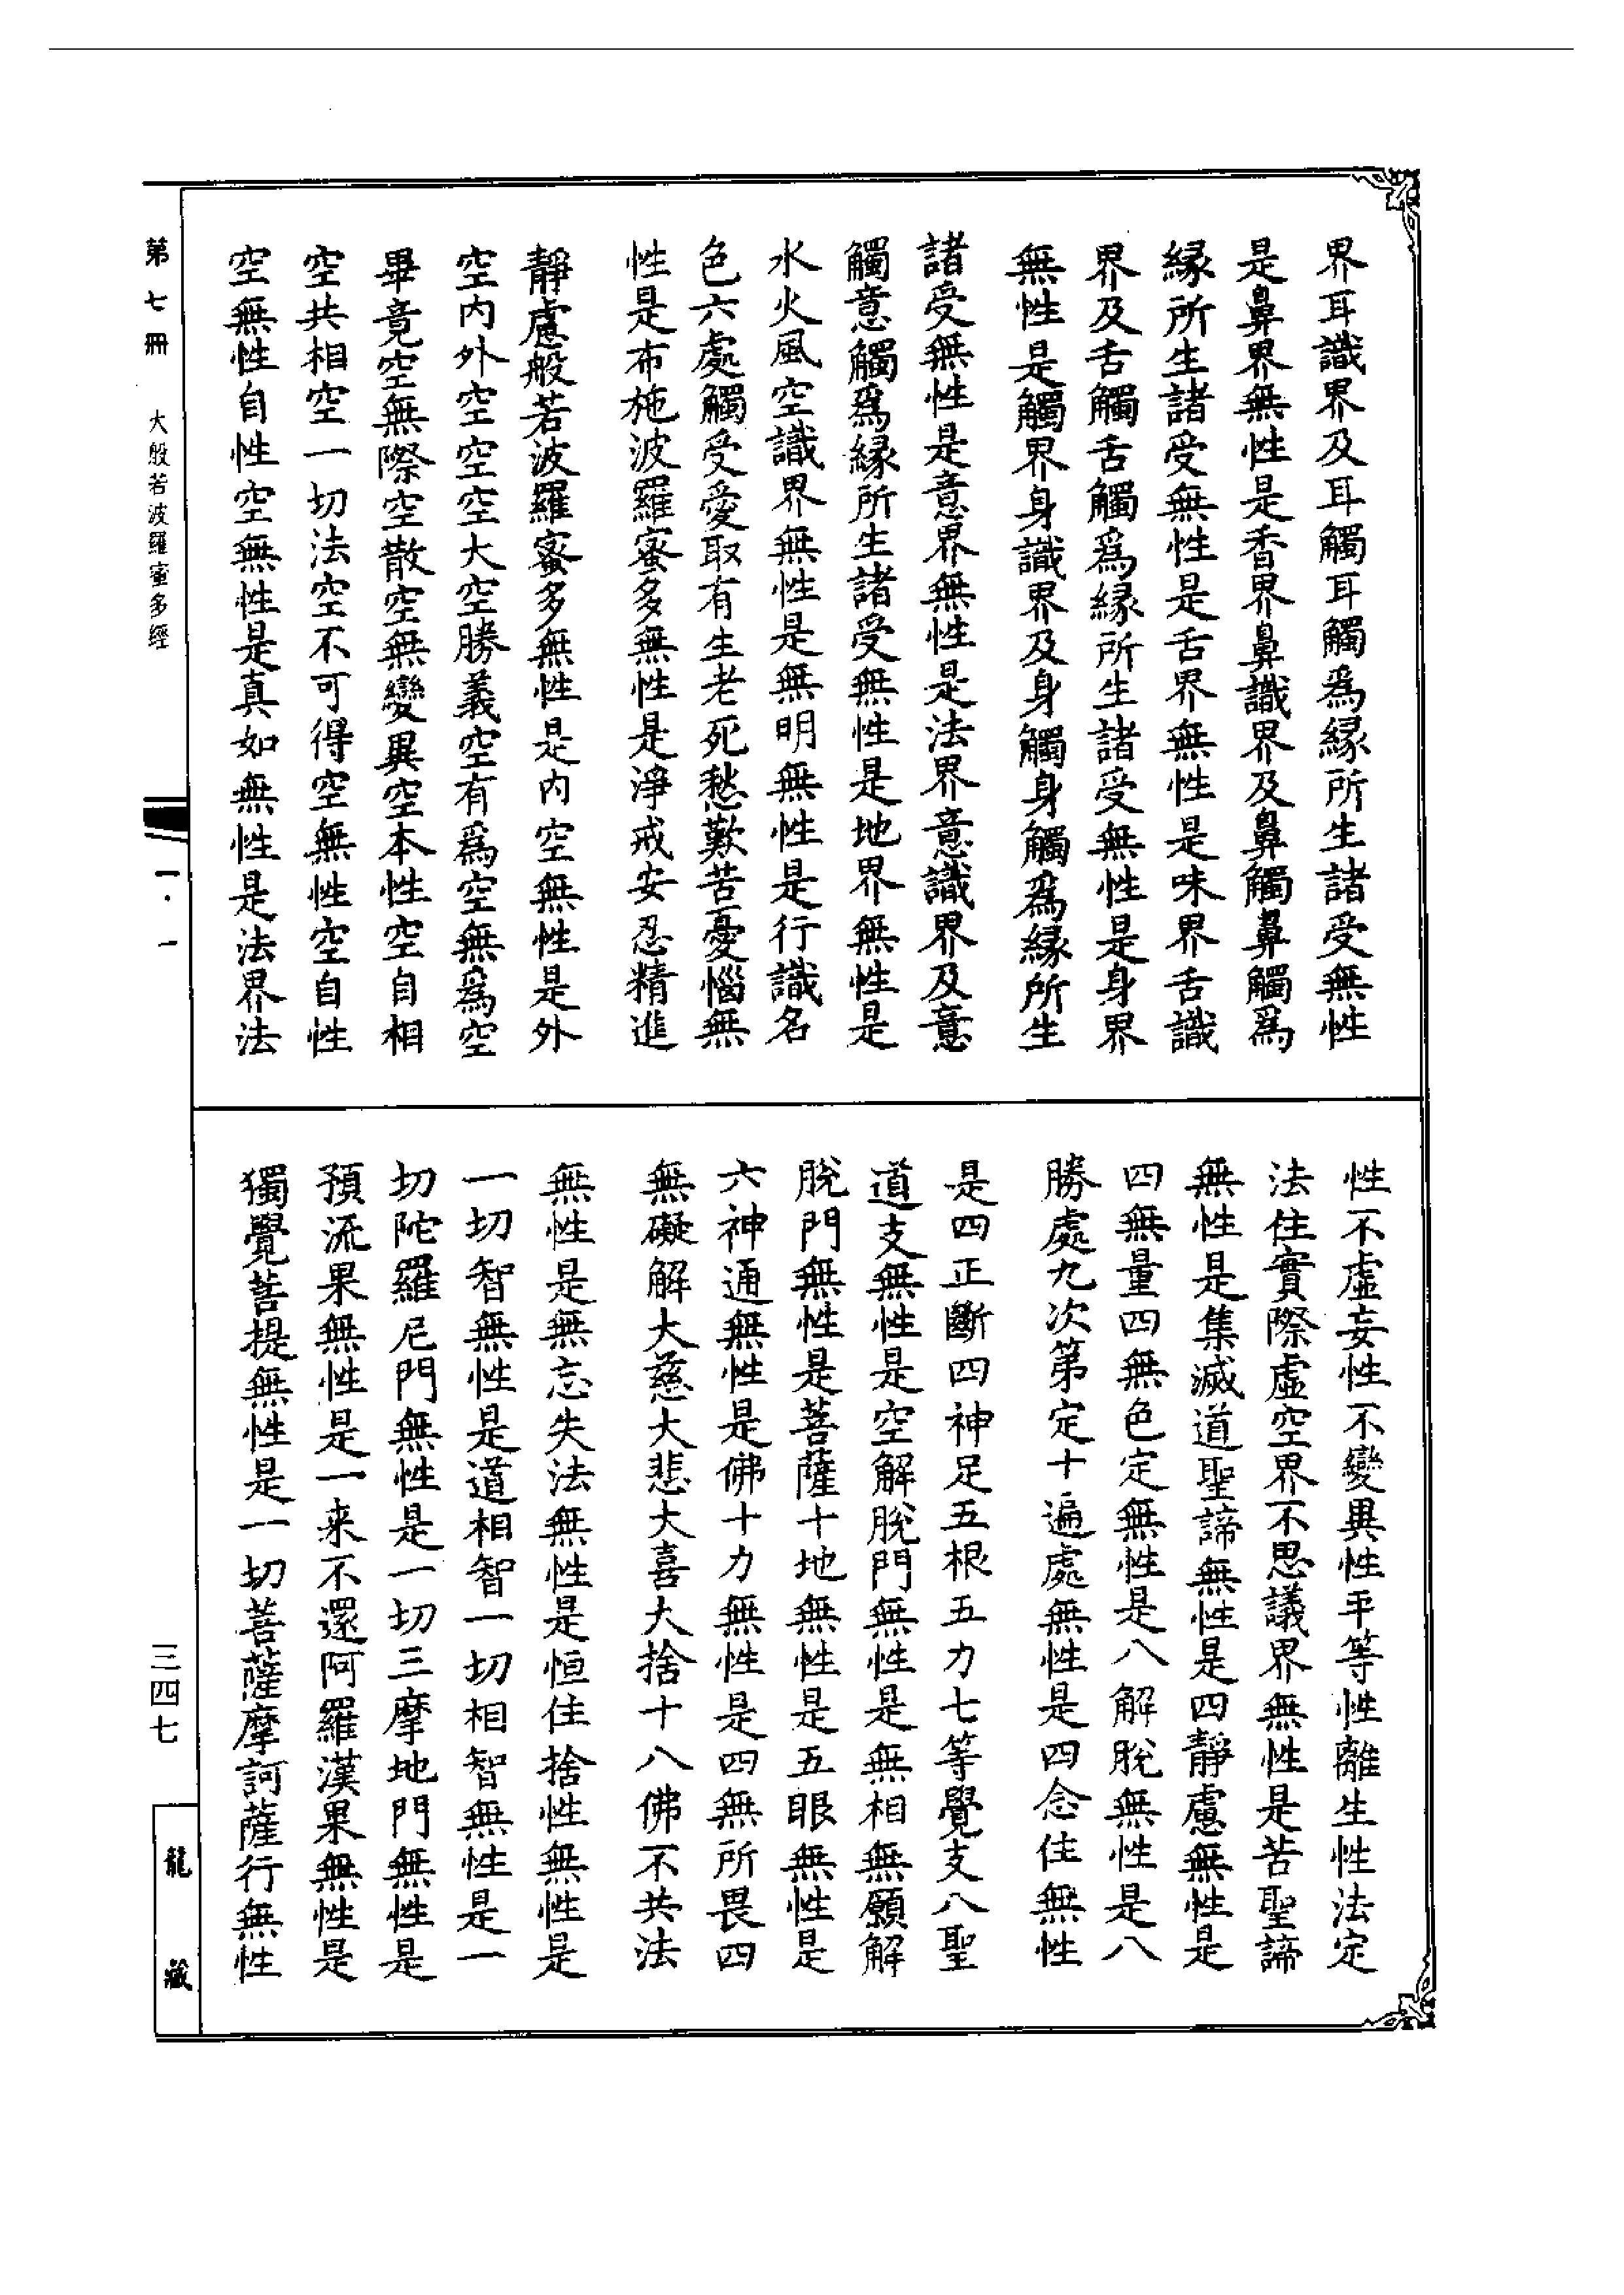 界耳識界及耳觸耳觸爲緣所生諸受無性
是鼻界無性是香界鼻識界及鼻觸鼻觸爲
緣所生諸受無性是舌界無性是味界舌識
界及舌觸舌觸爲緣所生諸受無性是身界
無性是觸界身識界及身觸身觸爲緣所生
諸受無性是意界無性是法界意識界及意
觸意觸爲緣所生諸受無性是地界無性是
水火風空識界無性是無明無性是行識名
色六處觸受愛取有生老死愁歎苦憂惱無
性是布施波羅蜜多無性是淨戒安忍精進
靜慮般若波羅蜜多無性是内空無性是外
空内外空空空大空勝義空有爲空無爲空
畢竟空無際空散空無變異空本性空自相
空共相空一切法空不可得空無性空自性
空無性自性空無性是真如無性是法界法
性不虛妄性不變異性平等性離生性法定
法住實際虛空界不思議界無性是苦聖諦
無性是集滅道聖諦無性是四靜慮無性是
四無量四無色定無性是八解脫無性是八
勝處九次第定十遍處無性是四念住無性
是四正斷四神足五根五力七等覺支八聖
道支無性是空解脫門無性是無相無願解
脫門無性是菩薩十地無性是五眼無性是
六神通無性是佛十力無性是四無所畏四
無礙解大慈大悲大喜大捨十八佛不共法
無性是無忘失法無性是恒住捨性無性是
一切智無性是道相智一切相智無性是一
切陀羅尼門無性是一切三摩地門無性是
預流果無性是一来不還阿羅漢果無性是
獨覺菩提無性是一切菩薩摩訶薩行無性
第七冊 大般若波羅蜜多經
一·一
三四七
龍藏